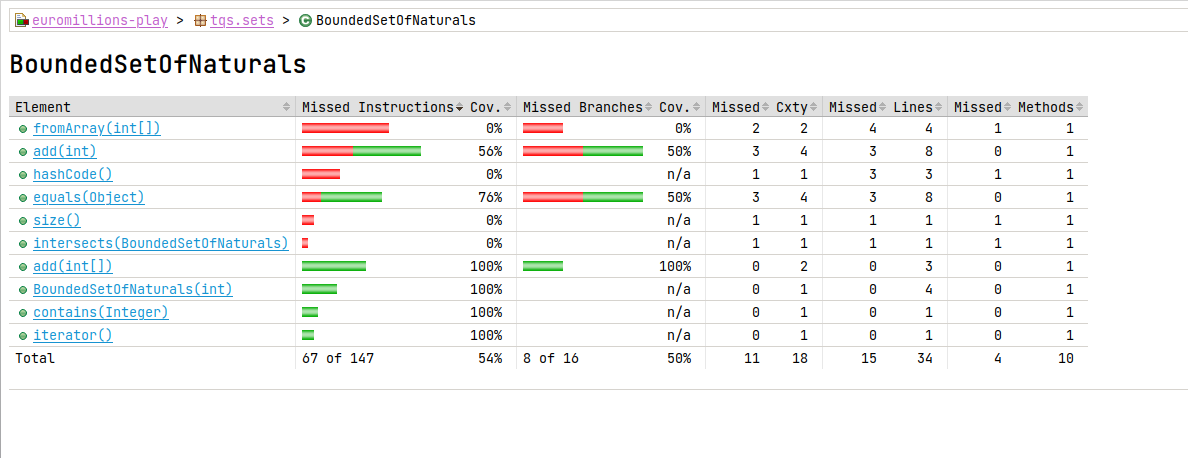 euromillions-play > tqs.sets > BoundedSetOfNaturals
BoundedSetOfNaturals
Element Missed Instructions Cov. Missed Branches Cov. Missed Cxty Missed Lines Missed Methods
fromArray(int[]) 0% 0% 2 2 4 4 1 1
add(int) 56% 50% 3 4 3 8 0 1
hashCode() 0% n/a 1 1 3 3 1 1
equals(Object) 76% 50% 3 4 3 8 0 1
size() 0% n/a 1 1 1 1 1 1
intersects(BoundedSetOfNaturals) 0% n/a 1 1 1 1 1 1
add(int[]) 100% 100% 0 2 0 3 0 1
BoundedSetOfNaturals(int) 100% n/a 0 1 0 4 0 1
contains(Integer) 100% n/a 0 1 0 1 0 1
iterator() 100% n/a 0 1 0 1 0 1
Total 67 of 147 54% 8 of 16 50% 11 18 15 34 4 10